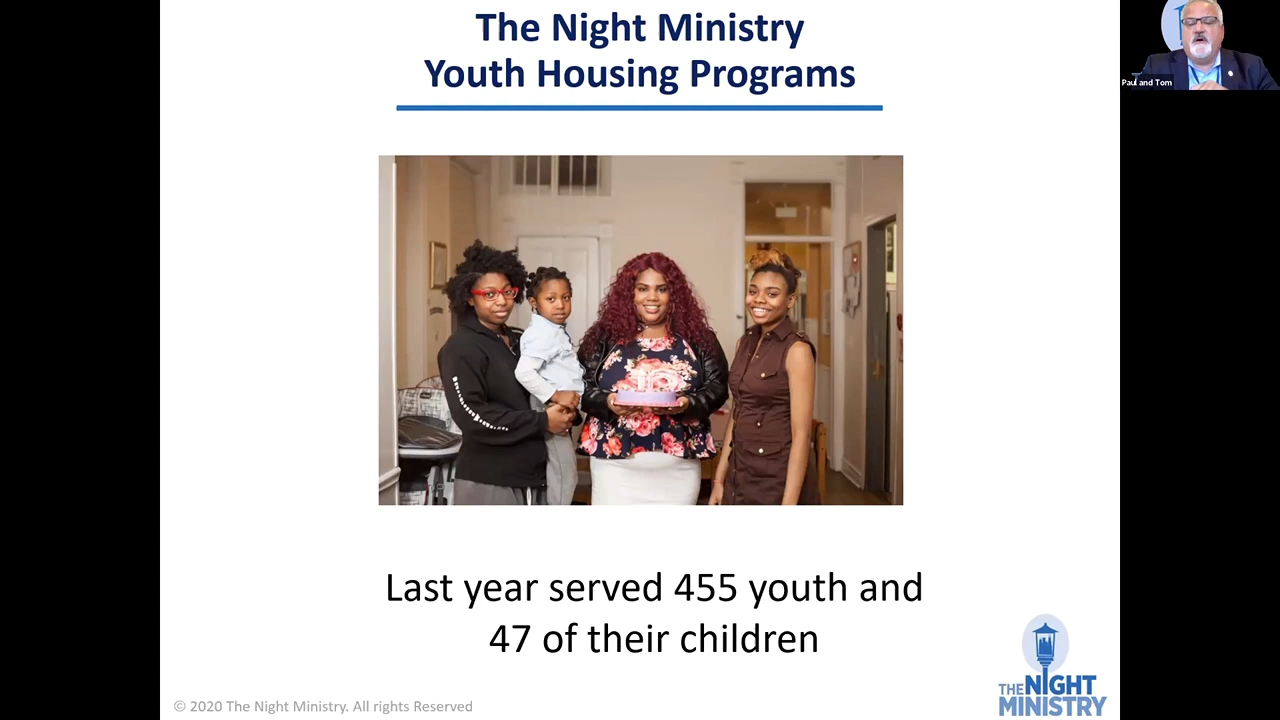 The Night Ministry
Youth Housing Programs
Paul and Tom
Last year served 455 youth and
47 of their children
THE NIGHT
MINISTRY
© 2020 The Night Ministry. All rights Reserved